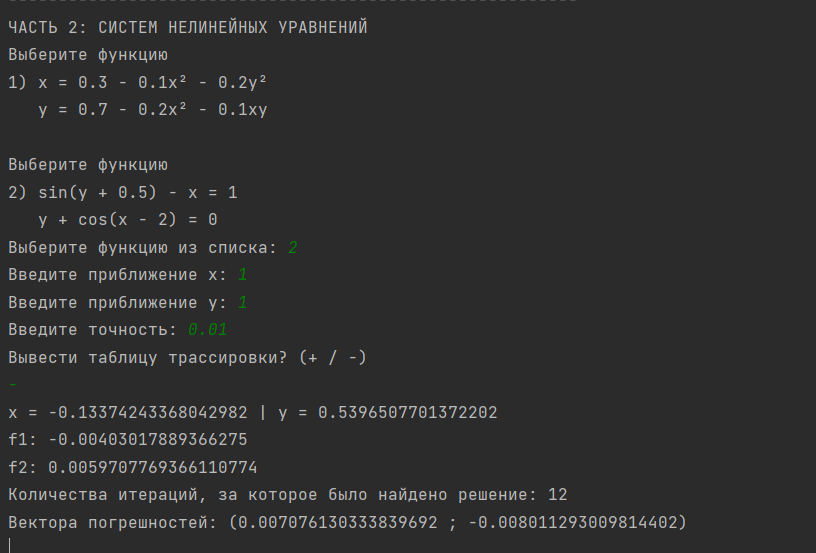 ЧАСТЬ 2: СИСТЕМ НЕЛИНЕЙНЫХ УРАВНЕНИЙ
Выберите функцию
1) x = 0.3 - 0.1x² - 0.2y²
y = 0.7 - 0.2x² - 0.1xy
Выберите функцию
2) sin(y + 0.5) - x = 1
y + cos(x - 2) = 0
Выберите функцию из списка: 2
Введите приближение x: 1
Введите приближение y: 1
Введите точность: 0.01
Вывести таблицу трассировки? (+ / -)
-
x = -0.13374243368042982 | y = 0.5396507701372202
f1: -0.00403017889366275
f2: 0.0059707769366110774
Количества итераций, за которое было найдено решение: 12
Вектора погрешностей: (0.007076130333839692 ; -0.008011293009814402)